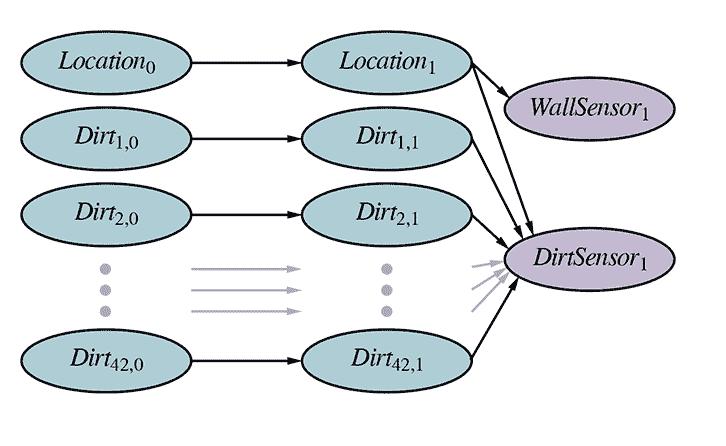 Location₀
Location₁
WallSensor₁
Dirt₁,₀
Dirt₁,₁
Dirt₂,₀
Dirt₂,₁
DirtSensor₁
Dirt₄₂,₀
Dirt₄₂,₁